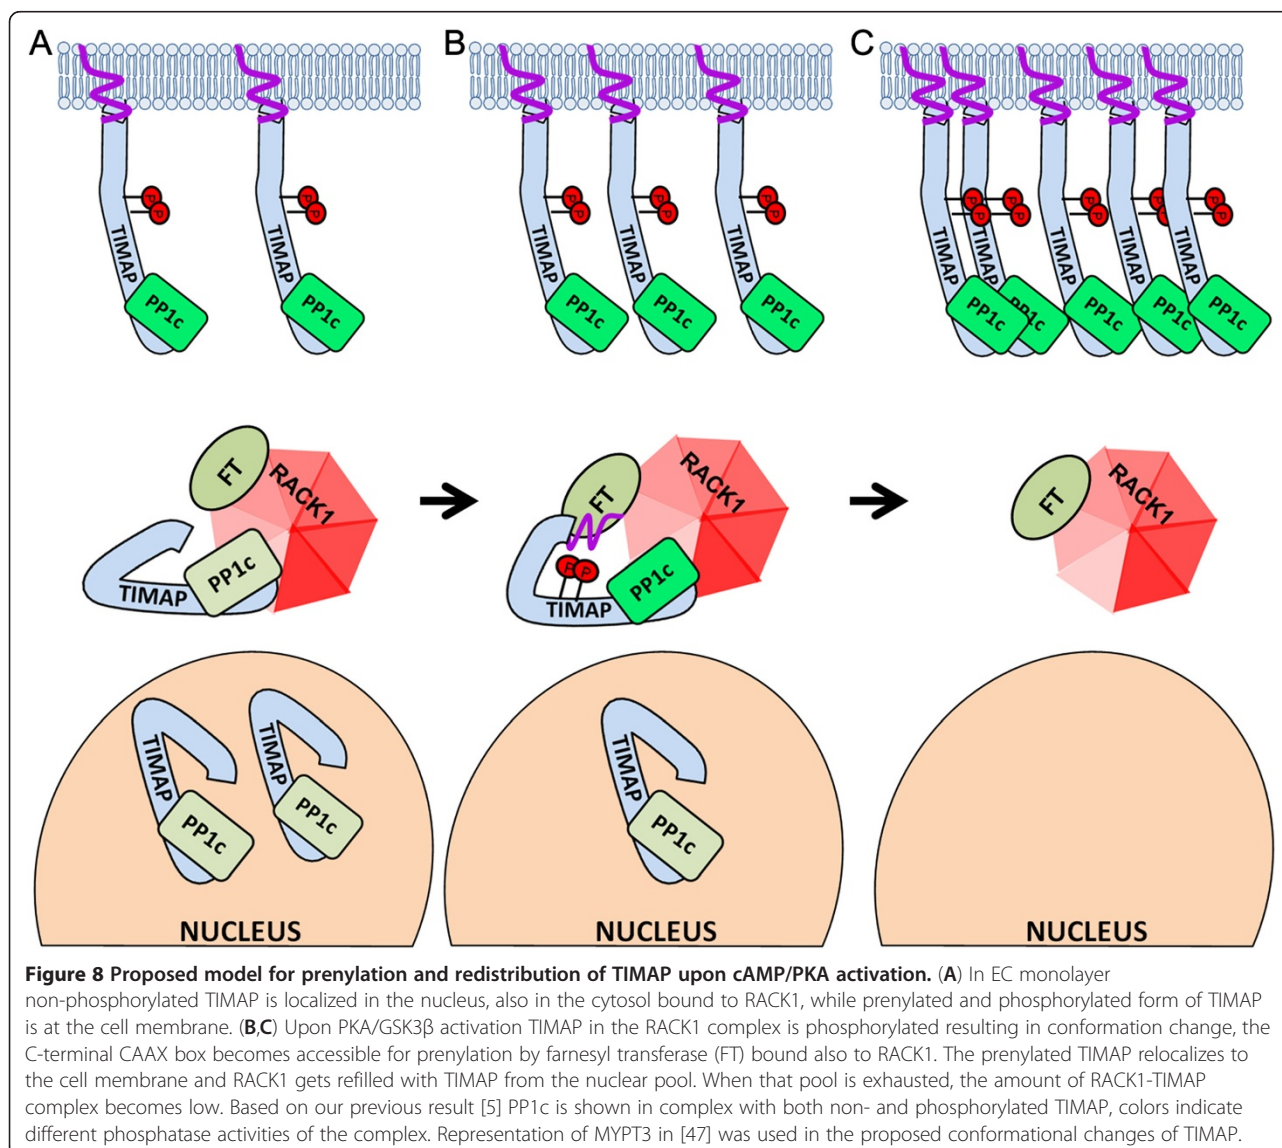 A
B
C
P
P
TIMAP
PP1c
P
P
TIMAP
PP1c
P
P
TIMAP
PP1c
P
P
TIMAP
PP1c
P
P
TIMAP
PP1c
P
P
TIMAP
PP1c
P
P
TIMAP
PP1c
P
TIMAP
PP1c
P
TIMAP
PP1c
P
P
TIMAP
PP1c
FT
RACK1
PP1c
TIMAP
FT
RACK1
P
P
PP1c
TIMAP
FT
RACK1
TIMAP
PP1c
TIMAP
PP1c
NUCLEUS
TIMAP
PP1c
NUCLEUS
NUCLEUS
Figure 8 Proposed model for prenylation and redistribution of TIMAP upon cAMP/PKA activation. (A) In EC monolayer
non-phosphorylated TIMAP is localized in the nucleus, also in the cytosol bound to RACK1, while prenylated and phosphorylated form of TIMAP
is at the cell membrane. (B,C) Upon PKA/GSK3β activation TIMAP in the RACK1 complex is phosphorylated resulting in conformation change, the
C-terminal CAAX box becomes accessible for prenylation by farnesyl transferase (FT) bound also to RACK1. The prenylated TIMAP relocalizes to
the cell membrane and RACK1 gets refilled with TIMAP from the nuclear pool. When that pool is exhausted, the amount of RACK1-TIMAP
complex becomes low. Based on our previous result [5] PP1c is shown in complex with both non- and phosphorylated TIMAP, colors indicate
different phosphatase activities of the complex. Representation of MYPT3 in [47] was used in the proposed conformational changes of TIMAP.